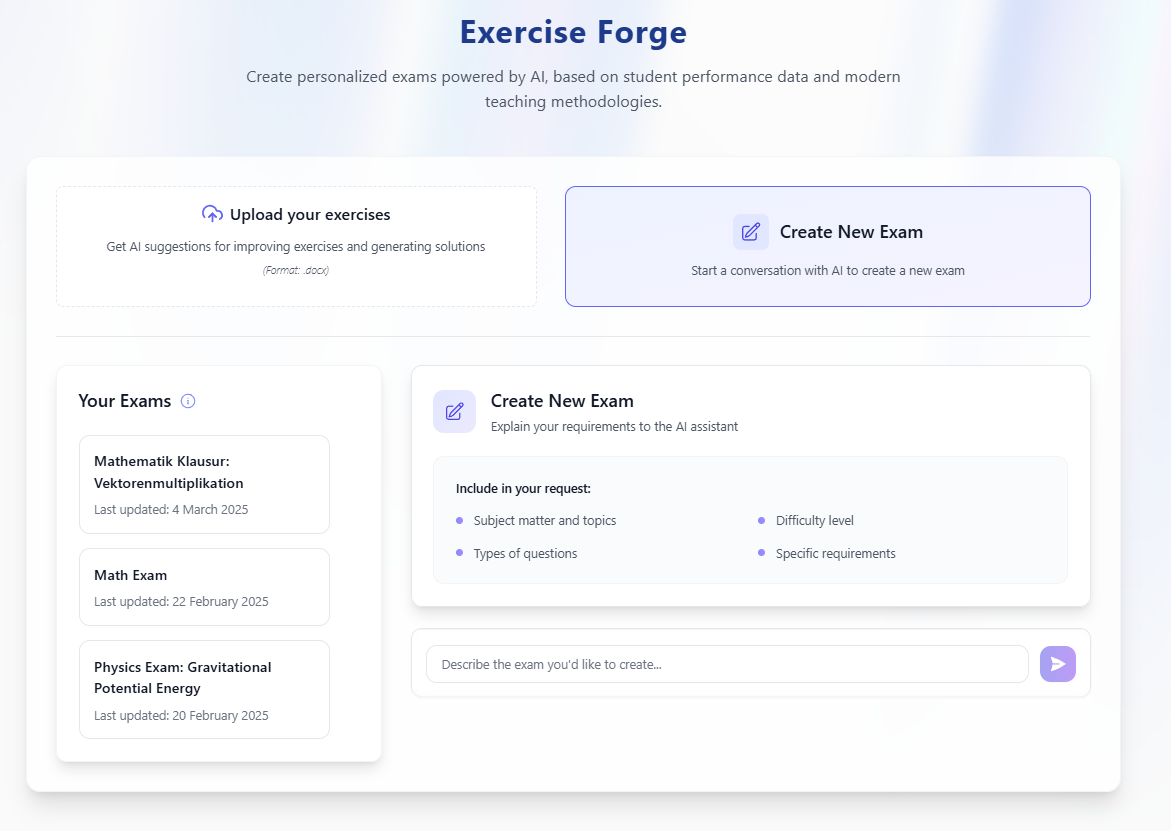 Exercise Forge
Create personalized exams powered by AI, based on student performance data and modern
teaching methodologies.
Upload your exercises
Get AI suggestions for improving exercises and generating solutions
(Format: .docx)
Create New Exam
Start a conversation with AI to create a new exam
Your Exams
Mathematik Klausur:
Vektorenmultiplikation
Last updated: 4 March 2025
Math Exam
Last updated: 22 February 2025
Physics Exam: Gravitational
Potential Energy
Last updated: 20 February 2025
Create New Exam
Explain your requirements to the AI assistant
Include in your request:
Subject matter and topics
Difficulty level
Types of questions
Specific requirements
Describe the exam you'd like to create...